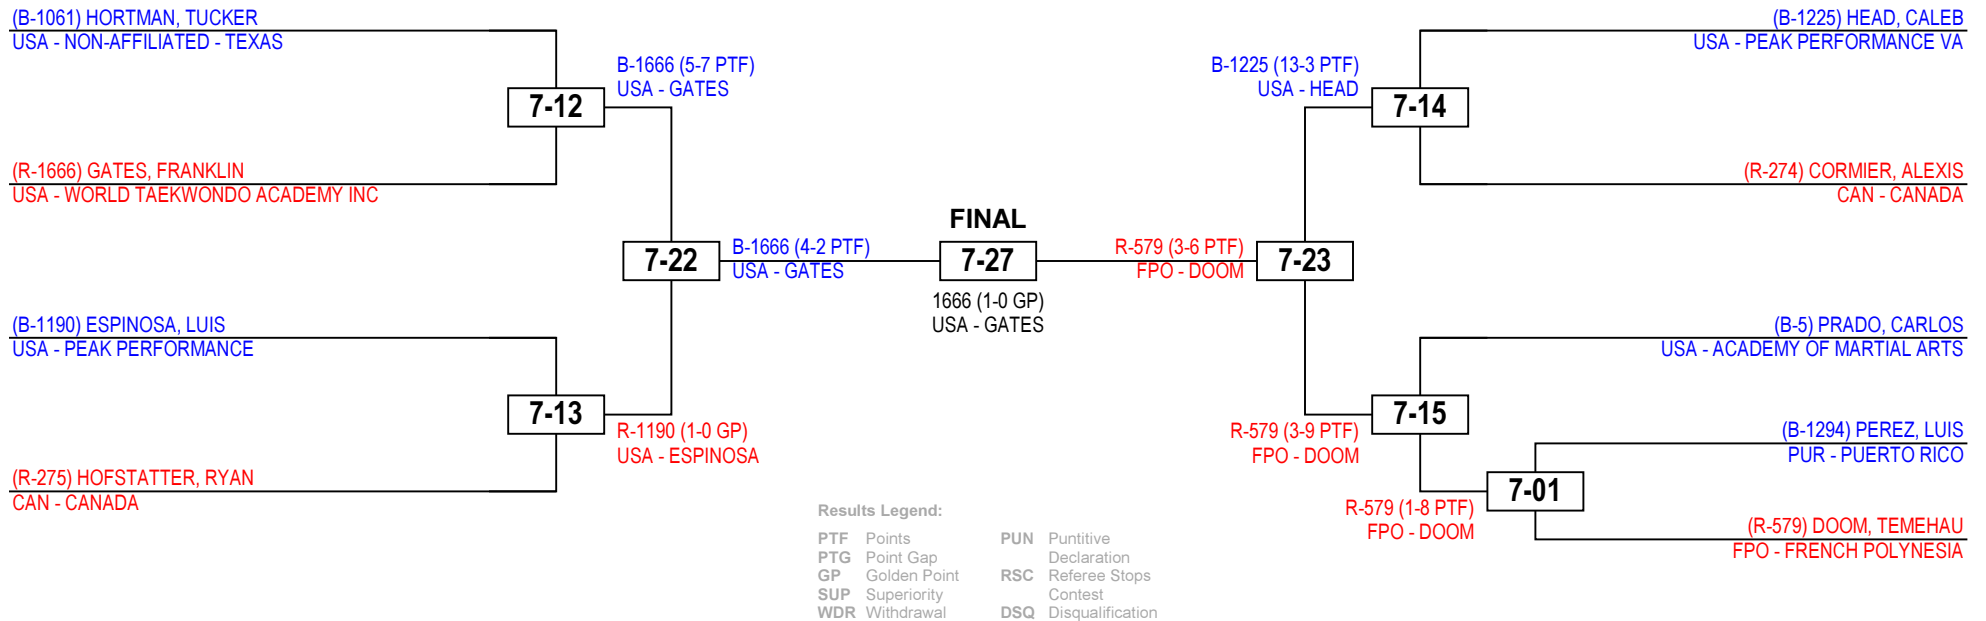 (B-1061) HORTMAN, TUCKER
USA - NON-AFFILIATED - TEXAS
7-12
(R-1666) GATES, FRANKLIN
USA - WORLD TAEKWONDO ACADEMY INC
B-1666 (5-7 PTF)
USA - GATES
7-22
(B-1190) ESPINOSA, LUIS
USA - PEAK PERFORMANCE
7-13
(R-275) HOFSTATTER, RYAN
CAN - CANADA
R-1190 (1-0 GP)
USA - ESPINOSA
B-1666 (4-2 PTF)
USA - GATES
FINAL
7-27
1666 (1-0 GP)
USA - GATES
R-579 (3-6 PTF)
FPO - DOOM
7-23
B-1225 (13-3 PTF)
USA - HEAD
(B-1225) HEAD, CALEB
USA - PEAK PERFORMANCE VA
7-14
(R-274) CORMIER, ALEXIS
CAN - CANADA
(B-5) PRADO, CARLOS
USA - ACADEMY OF MARTIAL ARTS
7-15
R-579 (3-9 PTF)
FPO - DOOM
(B-1294) PEREZ, LUIS
PUR - PUERTO RICO
7-01
R-579 (1-8 PTF)
FPO - DOOM
(R-579) DOOM, TEMEHAU
FPO - FRENCH POLYNESIA
Results Legend:
PTF Points
PTG Point Gap
GP Golden Point
SUP Superiority
WDR Withdrawal
PUN Puntitive
Declaration
RSC Referee Stops
Contest
DSQ Disqualification